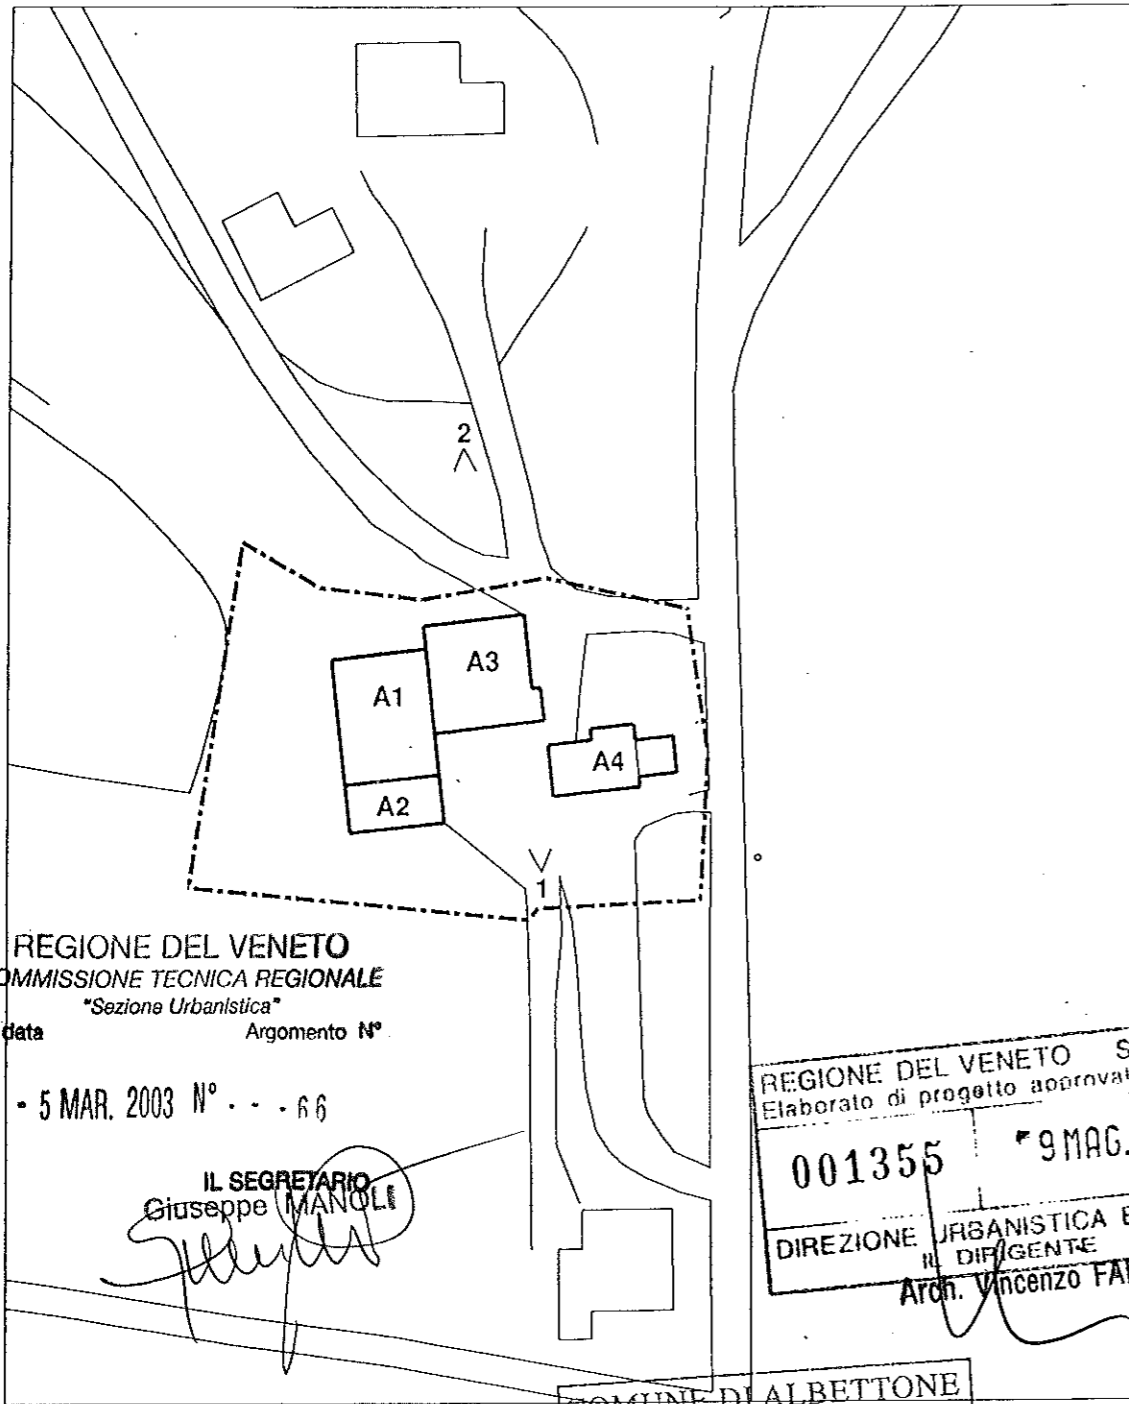 2
A3
A1
A4
A2
1
REGIONE DEL VENETO
OMMISSIONE TECNICA REGIONALE
"Sezione Urbanistica"
data Argomento N°
- 5 MAR. 2003 N° - - - 66
IL SEGRETARIO
Giuseppe MANOLI
REGIONE DEL VENETO S
Elaborato di progetto approvat
001355 - 9 MAG.
DIREZIONE URBANISTICA E
IL DIRIGENTE
Arch. Vincenzo FA
COMUNE DI ALBETTONE